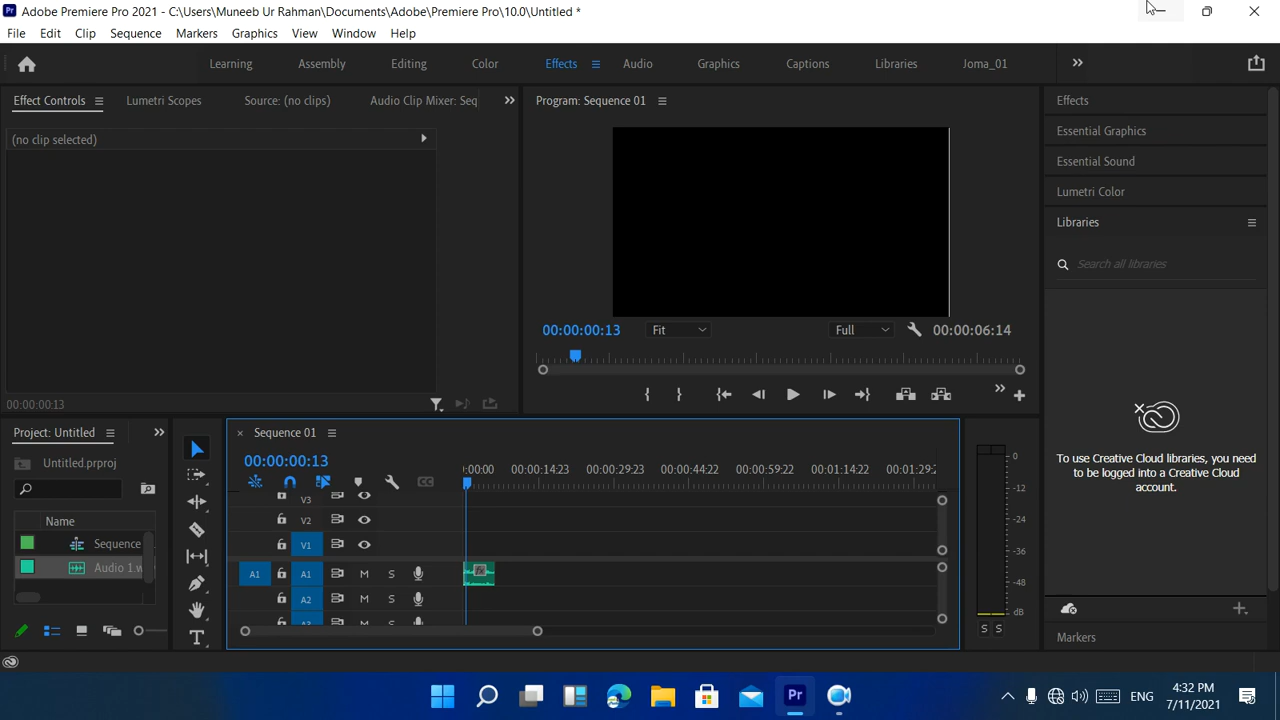 Pr Adobe Premiere Pro 2021 - C:\Users\Muneeb Ur Rahman\Documents\Adobe\Premiere Pro\10.0\Untitled *
File Edit Clip Sequence Markers Graphics View Window Help
Learning Assembly Editing Color Effects Audio Graphics Captions Libraries Joma_01
Effect Controls Lumetri Scopes Source: (no clips) Audio Clip Mixer: Seq
Program: Sequence 01
Effects
(no clip selected)
Essential Graphics
Essential Sound
Lumetri Color
Libraries
Search all libraries
00:00:00:13 Fit Full 00:00:06:14
00:00:00:13
To use Creative Cloud libraries, you need
to be logged into a Creative Cloud
account.
Project: Untitled
Sequence 01
Untitled.prproj
00:00:00:13
:00:00 00:00:14:23 00:00:29:23 00:00:44:22 00:00:59:22 00:01:14:22 00:01:29:2
Name
Sequence
Audio 1.w
V3
V2
V1
A1 A1 M S
fx
A2 M S
0
-12
-24
-36
-48
dB
S S
Markers
Pr
ENG
4:32 PM
7/11/2021